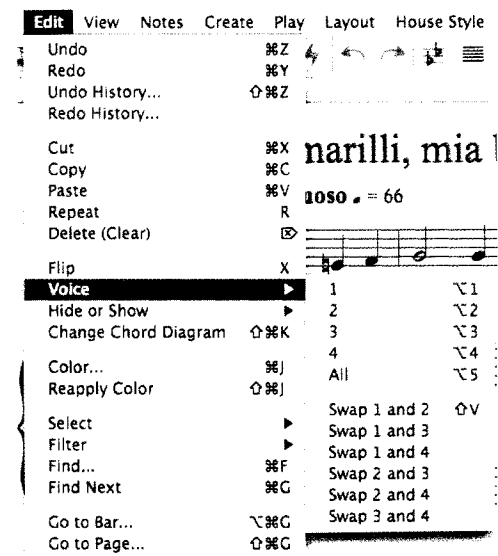 Edit View Notes Create Play Layout House Style
Undo ⌘Z
Redo ⌘Y
Undo History... ⇧⌘Z
Redo History...
Cut ⌘X
Copy ⌘C
Paste ⌘V
Repeat R
Delete (Clear) ⌦
Flip X
Voice ▶
Hide or Show ▶
Change Chord Diagram ⇧⌘K
Color... ⌘J
Reapply Color ⇧⌘J
Select ▶
Filter ▶
Find... ⌘F
Find Next ⌘G
Go to Bar... ⌥⌘G
Go to Page... ⇧⌘G
marilli, mia
noso = 66
1 ⌥1
2 ⌥2
3 ⌥3
4 ⌥4
All ⌥5
Swap 1 and 2 ⇧V
Swap 1 and 3
Swap 1 and 4
Swap 2 and 3
Swap 2 and 4
Swap 3 and 4